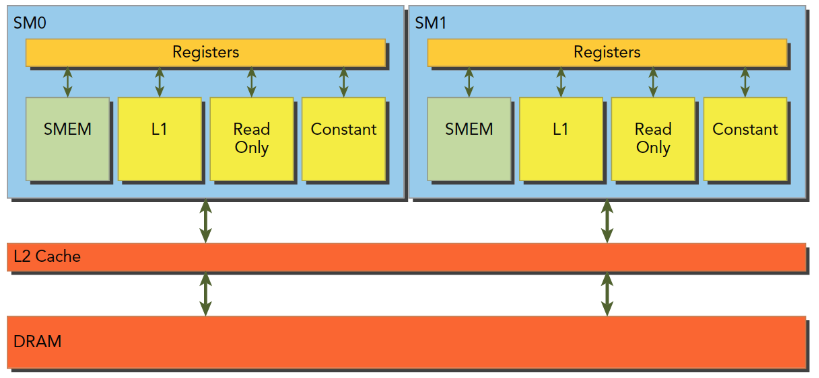 SM0
Registers
SMEM
L1
Read
Only
Constant
SM1
Registers
SMEM
L1
Read
Only
Constant
L2 Cache
DRAM